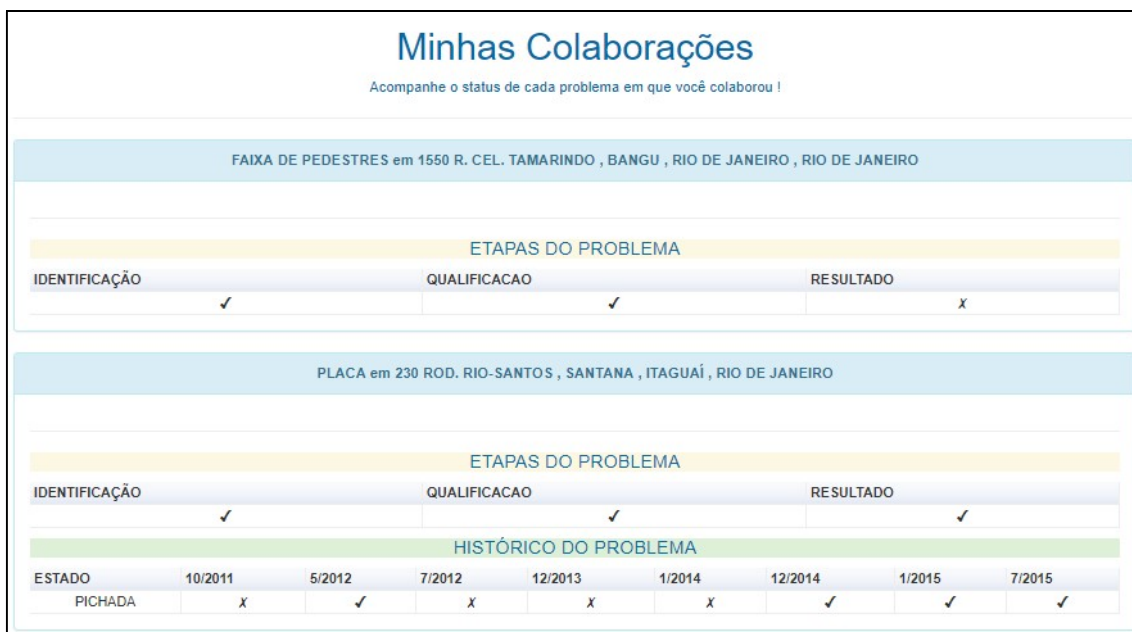 Minhas Colaborações
Acompanhe o status de cada problema em que você colaborou !
FAIXA DE PEDESTRES em 1550 R. CEL. TAMARINDO , BANGU , RIO DE JANEIRO , RIO DE JANEIRO
ETAPAS DO PROBLEMA
IDENTIFICAÇÃO QUALIFICACAO RESULTADO
✓ ✓ ✗
PLACA em 230 ROD. RIO-SANTOS , SANTANA , ITAGUAÍ , RIO DE JANEIRO
ETAPAS DO PROBLEMA
IDENTIFICAÇÃO QUALIFICACAO RESULTADO
✓ ✓ ✓
HISTÓRICO DO PROBLEMA
ESTADO 10/2011 5/2012 7/2012 12/2013 1/2014 12/2014 1/2015 7/2015
PICHADA ✗ ✓ ✗ ✗ ✗ ✓ ✓ ✓